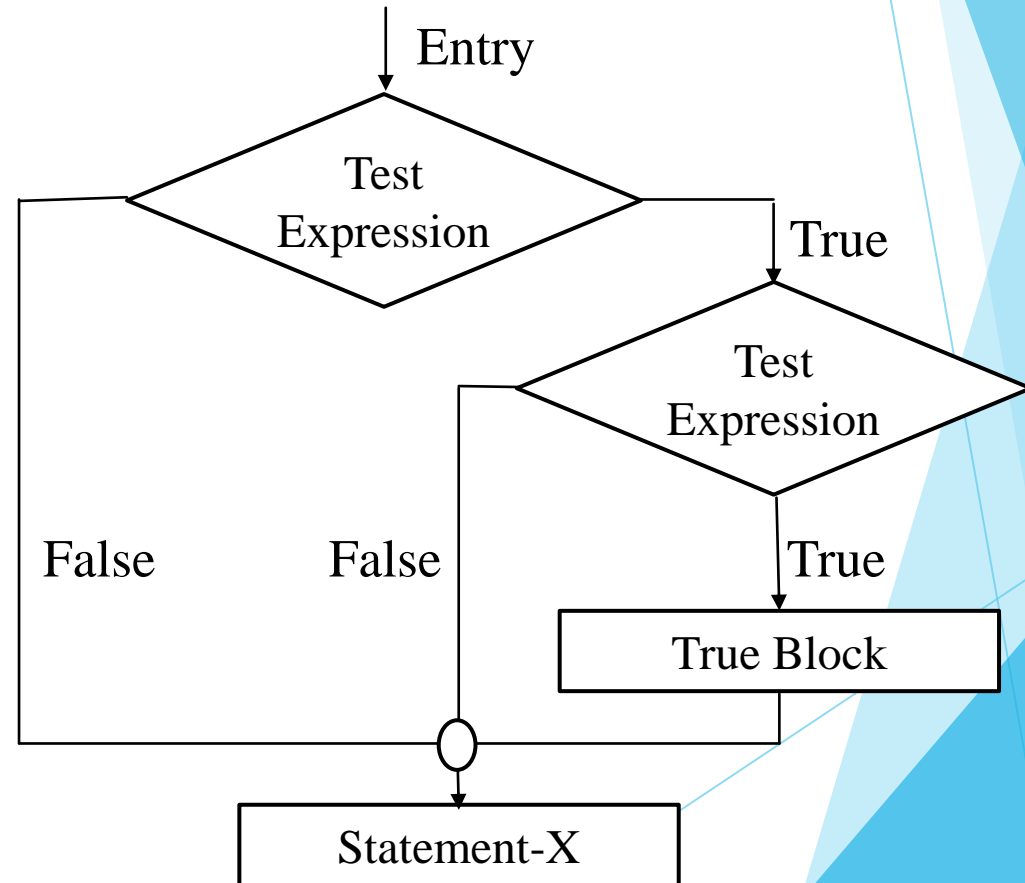 Entry
Test
Expression
True
Test
Expression
False
False
True
True Block
Statement-X